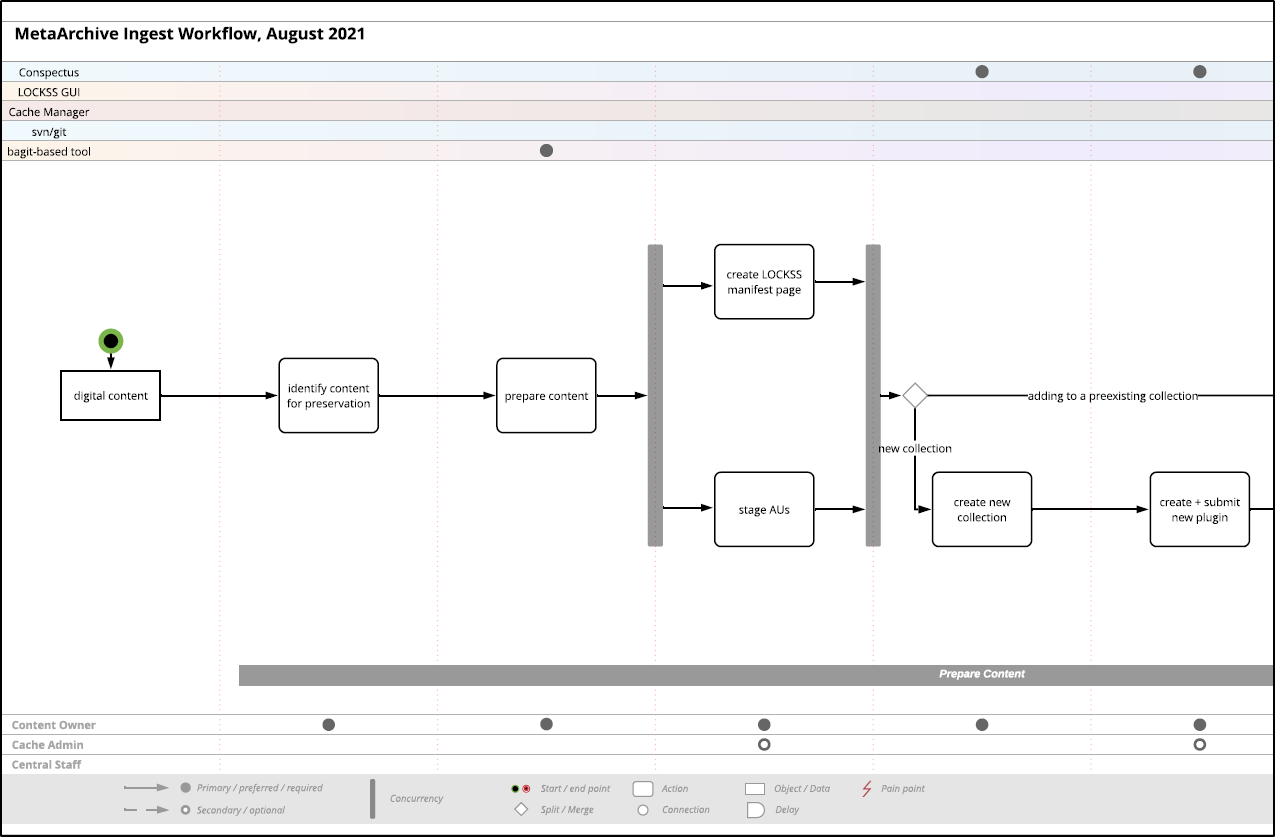 MetaArchive Ingest Workflow, August 2021
Conspectus
LOCKSS GUI
Cache Manager
svn/git
bagit-based tool
create LOCKSS
manifest page
digital content
identify content
for preservation
prepare content
adding to a preexisting collection
new collection
stage AUs
create new
collection
create + submit
new plugin
Prepare Content
Content Owner
Cache Admin
Central Staff
Primary / preferred / required
Secondary / optional
Concurrency
Start / end point
Split / Merge
Action
Connection
Object / Data
Delay
Pain point